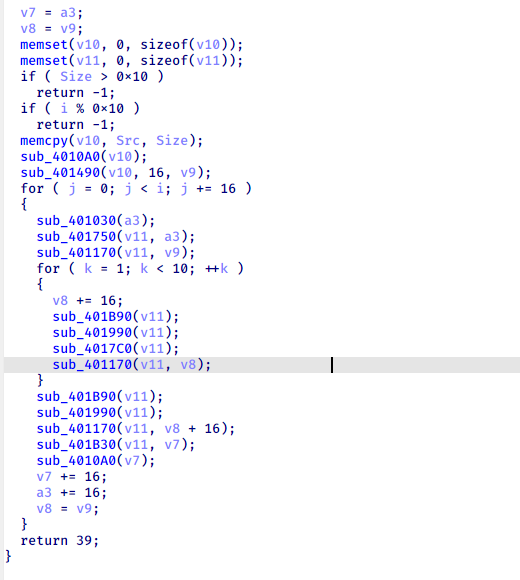 v7 = a3;
v8 = v9;
memset(v10, 0, sizeof(v10));
memset(v11, 0, sizeof(v11));
if ( Size > 0×10 )
return -1;
if ( i % 0×10 )
return -1;
memcpy(v10, Src, Size);
sub_4010A0(v10);
sub_401490(v10, 16, v9);
for ( j = 0; j < i; j += 16 )
{
sub_401030(a3);
sub_401750(v11, a3);
sub_401170(v11, v9);
for ( k = 1; k < 10; ++k )
{
v8 += 16;
sub_401B90(v11);
sub_401990(v11);
sub_4017C0(v11);
sub_401170(v11, v8);
}
sub_401B90(v11);
sub_401990(v11);
sub_401170(v11, v8 + 16);
sub_401B30(v11, v7);
sub_4010A0(v7);
v7 += 16;
a3 += 16;
v8 = v9;
}
return 39;
}